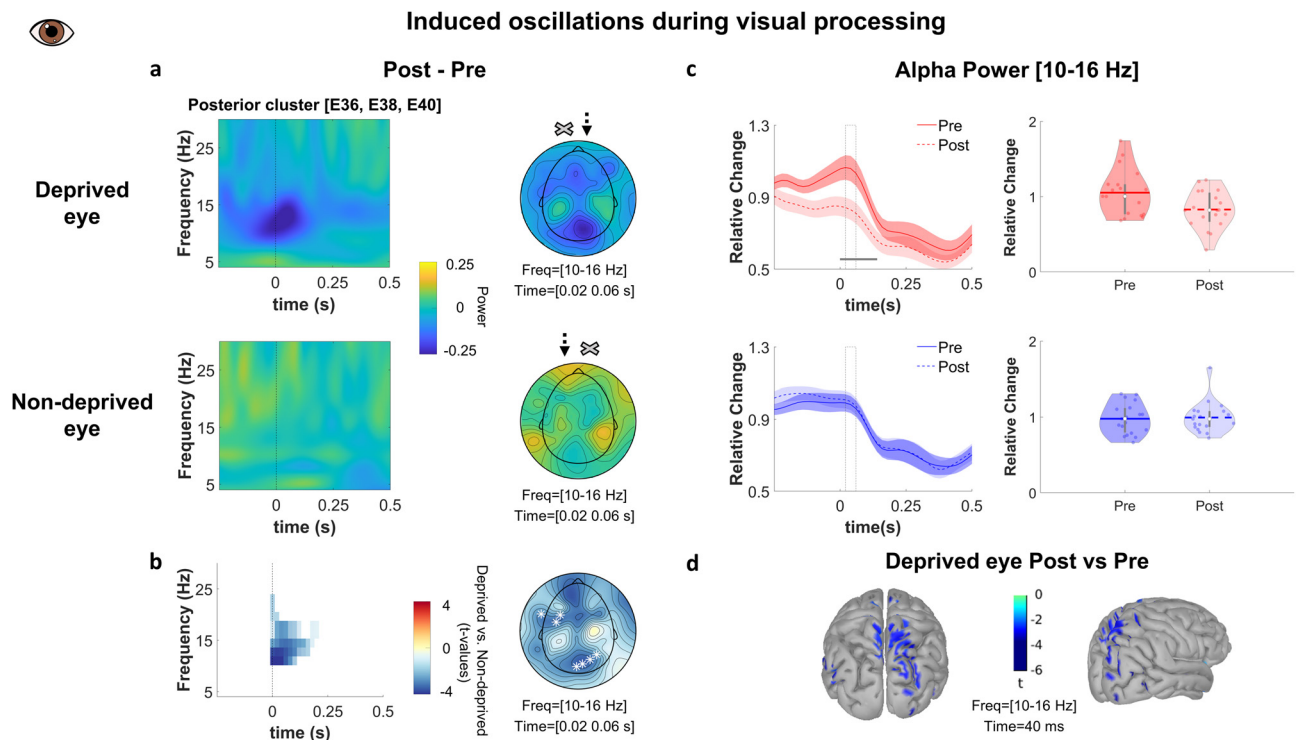 Induced oscillations during visual processing
a
Post - Pre
Posterior cluster [E36, E38, E40]
Deprived
eye
Frequency (Hz)
25
15
5
0
0.5
time (s)
0.25
0
-0.25
Power
Freq=[10-16 Hz]
Time=[0.02 0.06 s]
Non-deprived
eye
Frequency (Hz)
25
15
5
0
0.5
time (s)
Freq=[10-16 Hz]
Time=[0.02 0.06 s]
b
Frequency (Hz)
25
15
5
0
0.25
0.5
time (s)
4
2
0
-2
-4
Deprived vs. Non-deprived
(t-values)
Freq=[10-16 Hz]
Time=[0.02 0.06 s]
c
Alpha Power [10-16 Hz]
Relative Change
1.3
0.9
0.5
0
0.25
0.5
time(s)
Pre
Post
Relative Change
2
1
0
Pre
Post
Relative Change
1.3
0.9
0.5
0
0.25
0.5
time(s)
Pre
Post
Relative Change
2
1
0
Pre
Post
d
Deprived eye Post vs Pre
0
-2
-4
-6
t
Freq=[10-16 Hz]
Time=40 ms